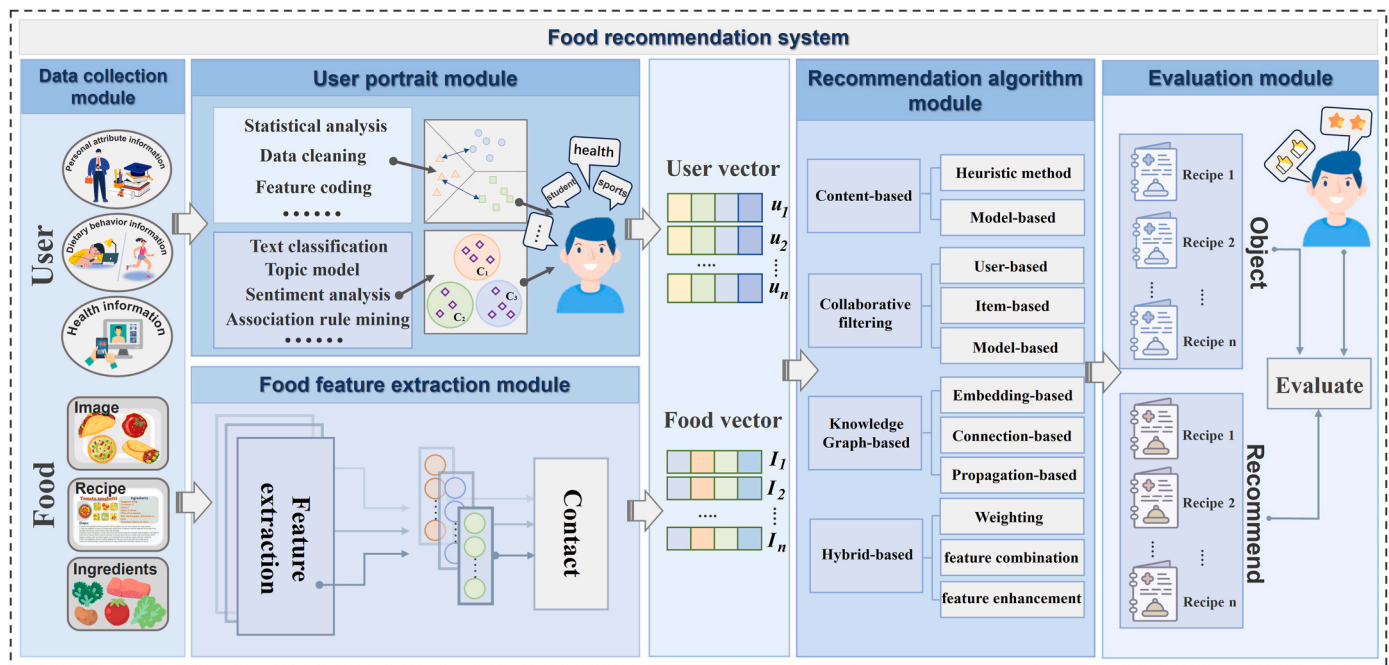 Food recommendation system
Data collection
module
User
Personal attribute information
Dietary behavior information
Health information
Food
Image
Recipe
Tomato spaghetti
Ingredients
Steps
Ingredients
User portrait module
Statistical analysis
Data cleaning
Feature coding
••••••
Text classification
Topic model
Sentiment analysis
Association rule mining
••••••
C1
C2
C3
...
student
health
sports
Food feature extraction module
Feature
extraction
Contact
User vector
u1
u2
....
un
Food vector
I1
I2
....
In
Recommendation algorithm
module
Content-based
Heuristic method
Model-based
Collaborative
filtering
User-based
Item-based
Model-based
Knowledge
Graph-based
Embedding-based
Connection-based
Propagation-based
Hybrid-based
Weighting
feature combination
feature enhancement
Evaluation module
Recipe 1
Recipe 2
Recipe n
Object
Evaluate
Recipe 1
Recipe 2
Recipe n
Recommend